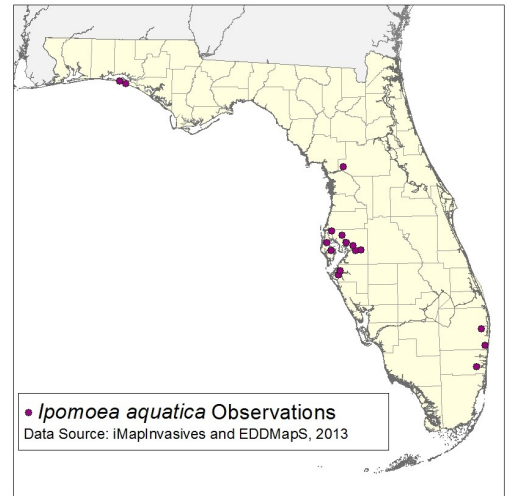 Ipomoea aquatica Observations
Data Source: iMapInvasives and EDDMapS, 2013